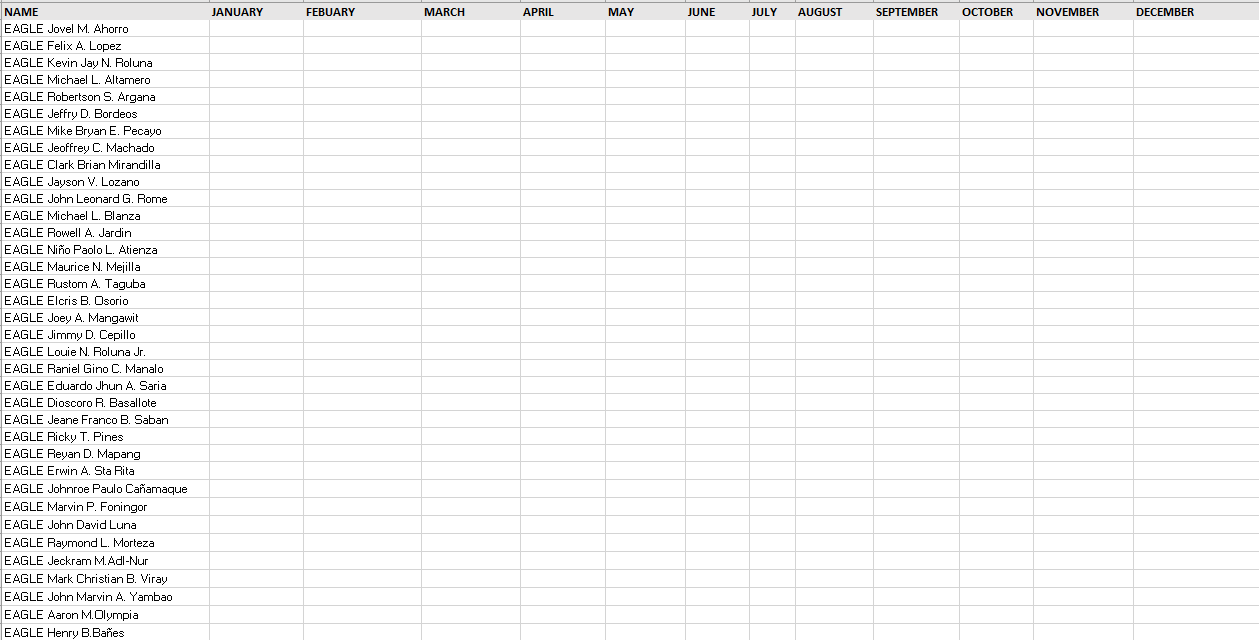 NAME JANUARY FEBUARY MARCH APRIL MAY JUNE JULY AUGUST SEPTEMBER OCTOBER NOVEMBER DECEMBER
EAGLE Jovel M. Ahorro
EAGLE Felix A. Lopez
EAGLE Kevin Jay N. Roluna
EAGLE Michael L. Altamero
EAGLE Robertson S. Argana
EAGLE Jeffry D. Bordeos
EAGLE Mike Bryan E. Pecayo
EAGLE Jeoffrey C. Machado
EAGLE Clark Brian Mirandilla
EAGLE Jayson V. Lozano
EAGLE John Leonard G. Rome
EAGLE Michael L. Blanza
EAGLE Rowell A. Jardin
EAGLE Niño Paolo L. Atienza
EAGLE Maurice N. Mejilla
EAGLE Rustom A. Taguba
EAGLE Elcris B. Osorio
EAGLE Joey A. Mangawit
EAGLE Jimmy D. Cepillo
EAGLE Louie N. Roluna Jr.
EAGLE Raniel Gino C. Manalo
EAGLE Eduardo Jhun A. Saria
EAGLE Dioscoro R. Basallote
EAGLE Jeane Franco B. Saban
EAGLE Ricky T. Pines
EAGLE Reyan D. Mapang
EAGLE Erwin A. Sta Rita
EAGLE Johnroe Paulo Cañamaque
EAGLE Marvin P. Foningor
EAGLE John David Luna
EAGLE Raymond L. Morteza
EAGLE Jeckram M.Adl-Nur
EAGLE Mark Christian B. Viray
EAGLE John Marvin A. Yambao
EAGLE Aaron M.Olympia
EAGLE Henry B.Bañes